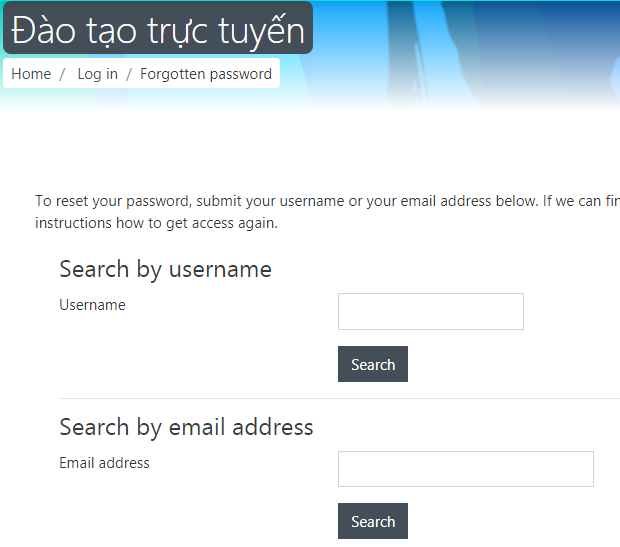 Đào tạo trực tuyến
Home / Log in / Forgotten password
To reset your password, submit your username or your email address below. If we can
instructions how to get access again.
Search by username
Username
Search
Search by email address
Email address
Search